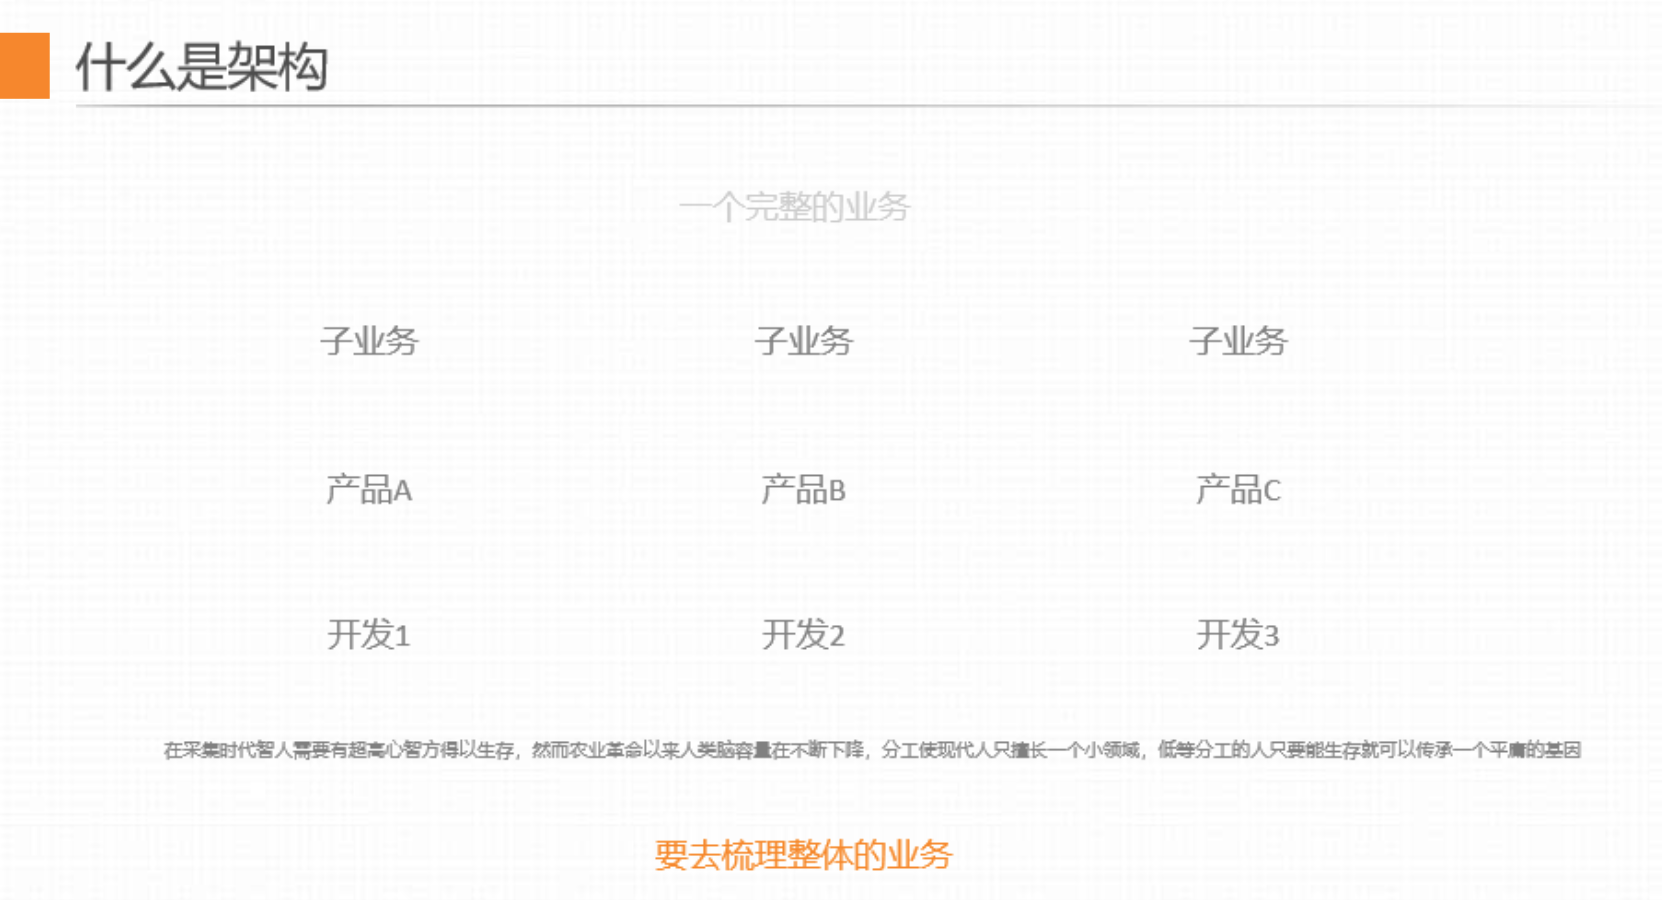 什么是架构
一个完整的业务
子业务 子业务 子业务
产品A 产品B 产品C
开发1 开发2 开发3
在采集时代智人需要有超高心智方得以生存，然而农业革命以来人类脑容量在不断下降，分工使现代人只擅长一个小领域，低等分工的人只要能生存就可以传承一个平庸的基因
要去梳理整体的业务